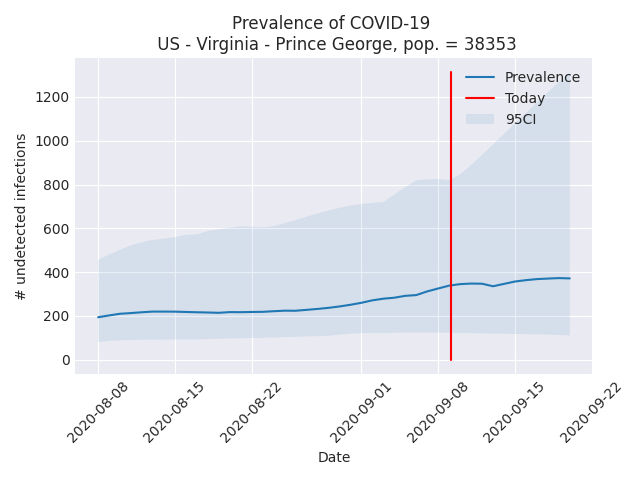 Prevalence of COVID-19
US - Virginia - Prince George, pop. = 38353
Prevalence
Today
95CI
1200
1000
800
600
400
200
0
# undetected infections
2020-08-08
2020-08-15
2020-08-22
2020-09-01
2020-09-08
2020-09-15
2020-09-22
Date